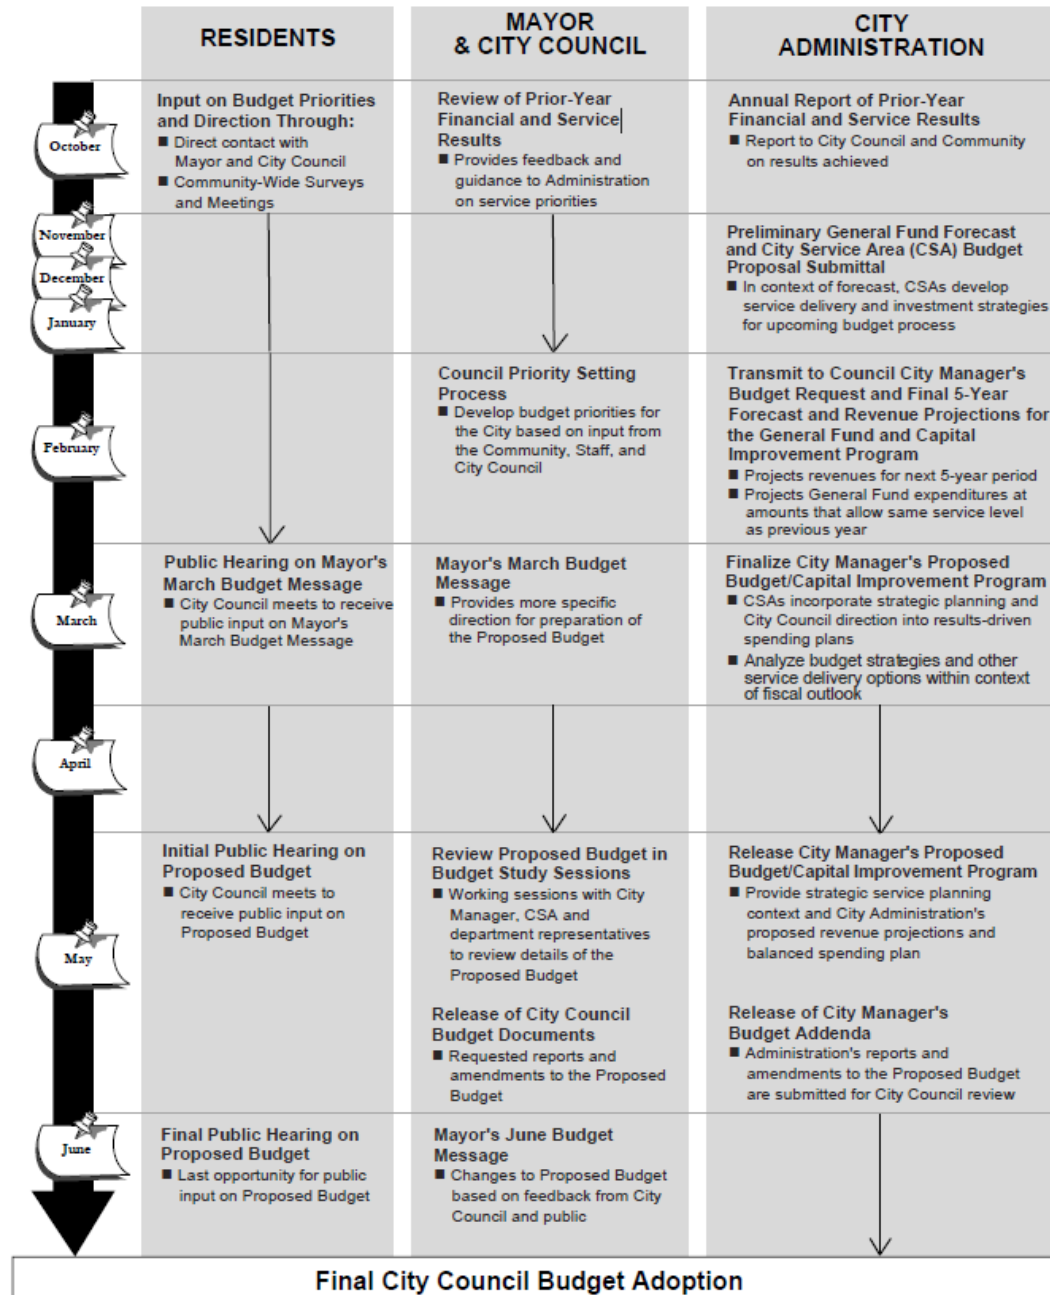 RESIDENTS
MAYOR
& CITY COUNCIL
CITY
ADMINISTRATION
October
Input on Budget Priorities
and Direction Through:
■ Direct contact with
Mayor and City Council
■ Community-Wide Surveys
and Meetings
Review of Prior-Year
Financial and Service
Results
■ Provides feedback and
guidance to Administration
on service priorities
Annual Report of Prior-Year
Financial and Service Results
■ Report to City Council and Community
on results achieved
November
December
January
Preliminary General Fund Forecast
and City Service Area (CSA) Budget
Proposal Submittal
■ In context of forecast, CSAs develop
service delivery and investment strategies
for upcoming budget process
February
Council Priority Setting
Process
■ Develop budget priorities for
the City based on input from
the Community, Staff, and
City Council
Transmit to Council City Manager's
Budget Request and Final 5-Year
Forecast and Revenue Projections for
the General Fund and Capital
Improvement Program
■ Projects revenues for next 5-year period
■ Projects General Fund expenditures at
amounts that allow same service level
as previous year
March
Public Hearing on Mayor's
March Budget Message
■ City Council meets to receive
public input on Mayor's
March Budget Message
Mayor's March Budget
Message
■ Provides more specific
direction for preparation of
the Proposed Budget
Finalize City Manager's Proposed
Budget/Capital Improvement Program
■ CSAs incorporate strategic planning and
City Council direction into results-driven
spending plans
■ Analyze budget strategies and other
service delivery options within context
of fiscal outlook
April
May
Initial Public Hearing on
Proposed Budget
■ City Council meets to
receive public input on
Proposed Budget
Review Proposed Budget in
Budget Study Sessions
■ Working sessions with City
Manager, CSA and
department representatives
to review details of the
Proposed Budget
Release of City Council
Budget Documents
■ Requested reports and
amendments to the Proposed
Budget
Release City Manager's Proposed
Budget/Capital Improvement Program
■ Provide strategic service planning
context and City Administration's
proposed revenue projections and
balanced spending plan
Release of City Manager's
Budget Addenda
■ Administration's reports and
amendments to the Proposed Budget
are submitted for City Council review
June
Final Public Hearing on
Proposed Budget
■ Last opportunity for public
input on Proposed Budget
Mayor's June Budget
Message
■ Changes to Proposed Budget
based on feedback from City
Council and public
Final City Council Budget Adoption